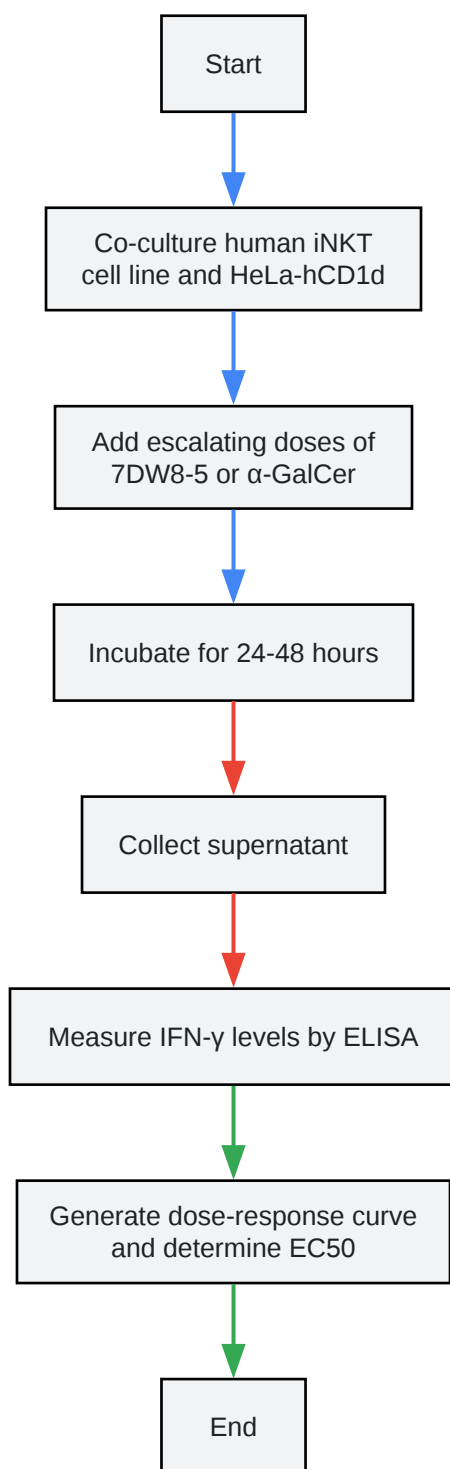 Start
Co-culture human iNKT
cell line and HeLa-hCD1d
Add escalating doses of
7DW8-5 or α-GalCer
Incubate for 24-48 hours
Collect supernatant
Measure IFN-γ levels by ELISA
Generate dose-response curve
and determine EC50
End